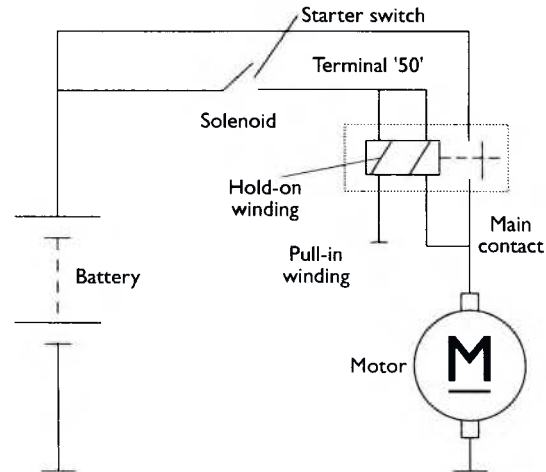 Starter switch
Terminal '50'
Solenoid
Hold-on
winding
Main
contact
Pull-in
winding
Battery
Motor
M